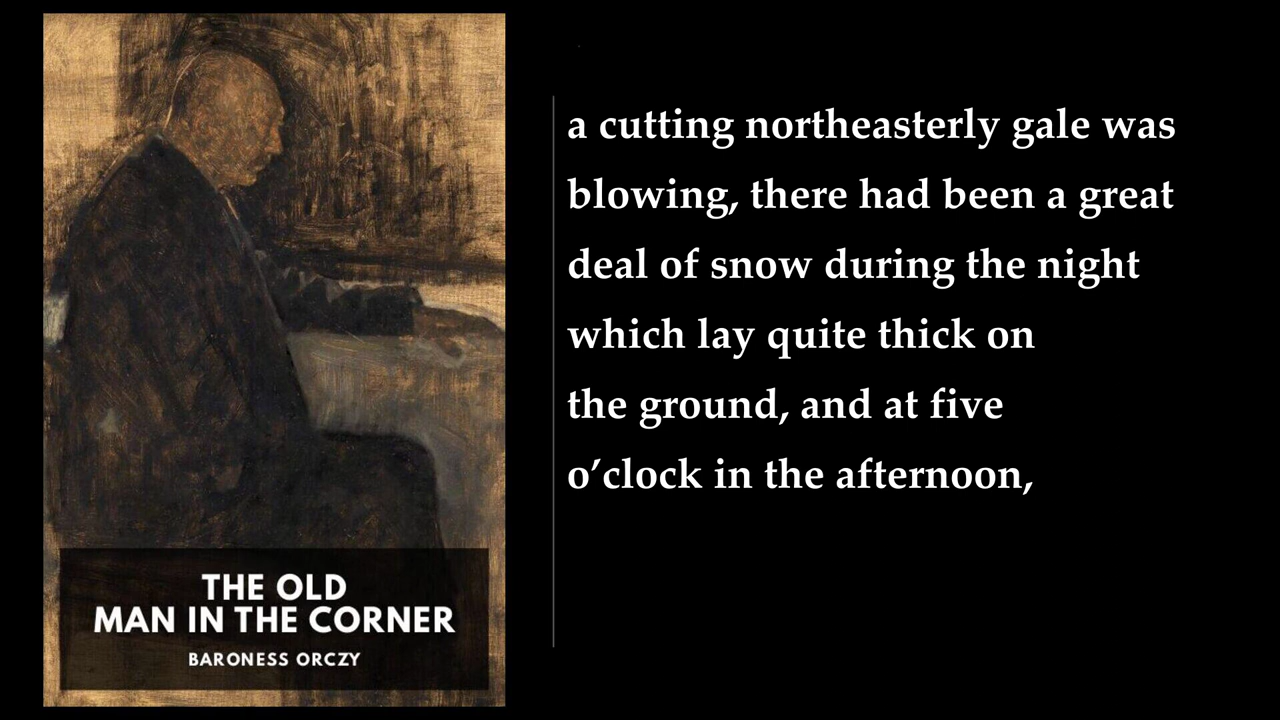 a cutting northeasterly gale was
blowing, there had been a great
deal of snow during the night
which lay quite thick on
the ground, and at five
o’clock in the afternoon,
THE OLD
MAN IN THE CORNER
BARONESS ORCZY